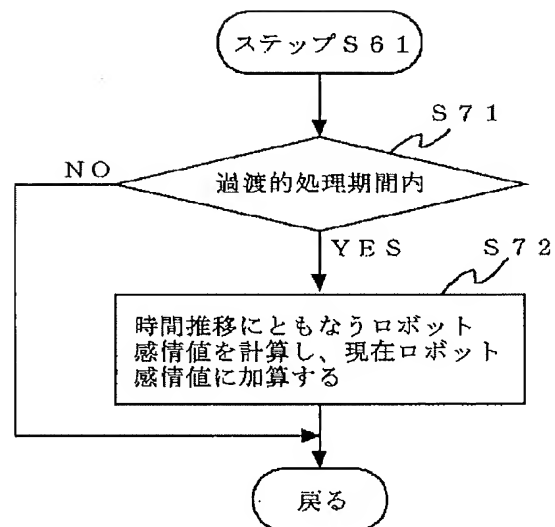 ステップS61
S71
NO
過渡的処理期間内
YES
S72
時間推移にともなうロボット
感情値を計算し、現在ロボット
感情値に加算する
戻る